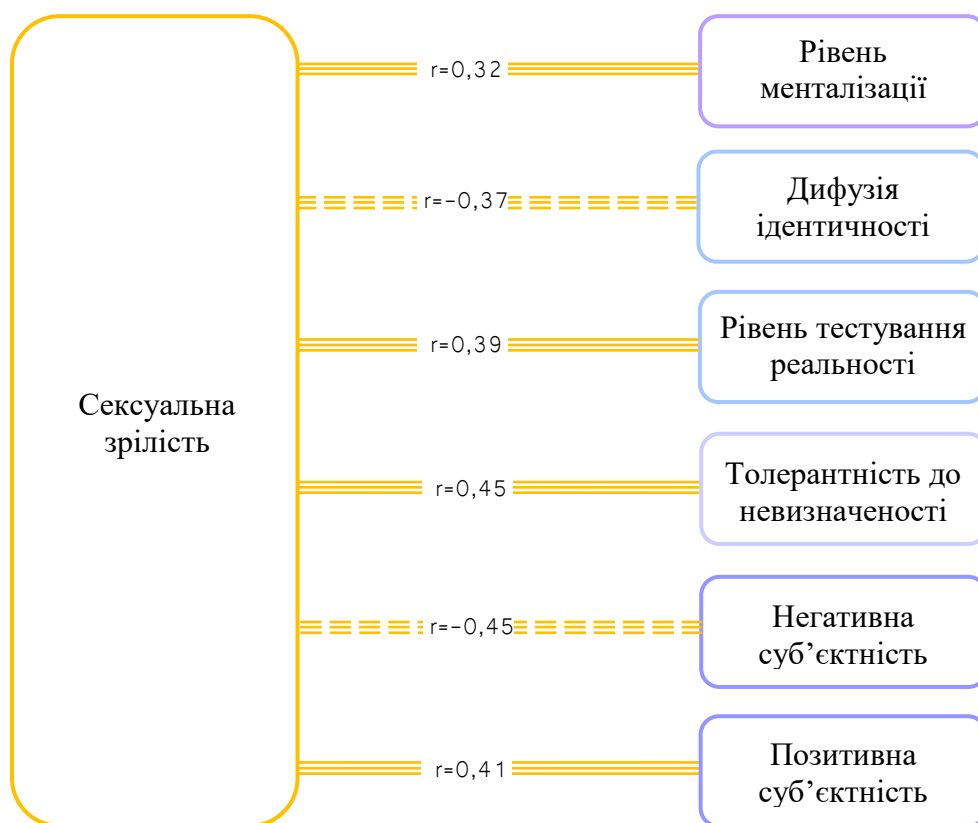 Сексуальна
зрілість
r=0,32
Рівень
менталізації
r=-0,37
Дифузія
ідентичності
r=0,39
Рівень тестування
реальності
r=0,45
Толерантність до
невизначеності
r=-0,45
Негативна
суб’єктність
r=0,41
Позитивна
суб’єктність